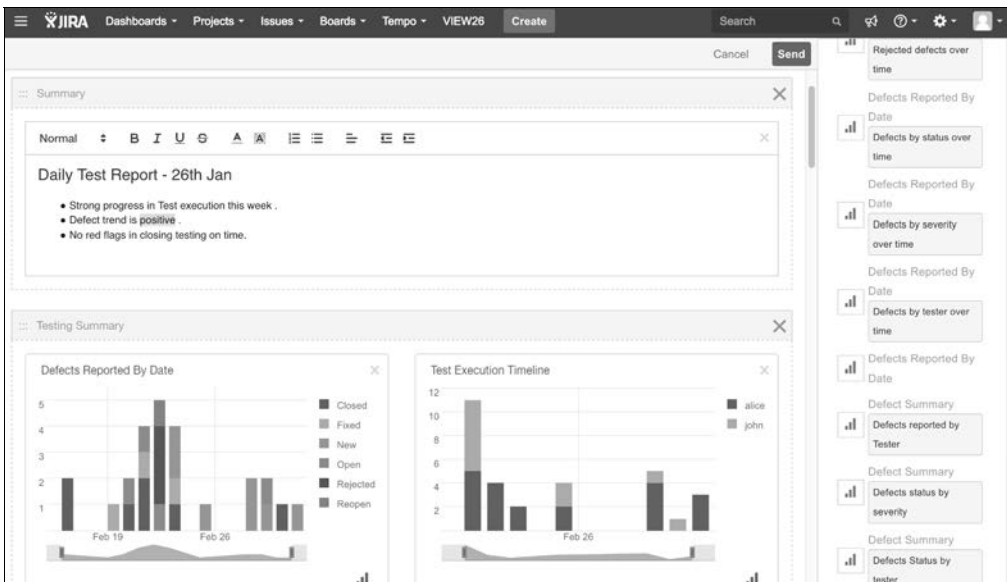 JIRA Dashboards Projects Issues Boards Tempo VIEW26 Create Search
Cancel Send
Summary
Normal B I U S A A
Daily Test Report - 26th Jan
Strong progress in Test execution this week .
Defect trend is positive .
No red flags in closing testing on time.
Testing Summary
Defects Reported By Date
5
4
3
2
1
Feb 19 Feb 26
Closed
Fixed
New
Open
Rejected
Reopen
Test Execution Timeline
12
10
8
6
4
2
Feb 26
alice
john
Rejected defects over
time
Defects Reported By
Date
Defects by status over
time
Defects Reported By
Date
Defects by severity
over time
Defects Reported By
Date
Defects by tester over
time
Defects Reported By
Date
Defect Summary
Defects reported by
Tester
Defect Summary
Defects status by
severity
Defect Summary
Defects Status by
tester